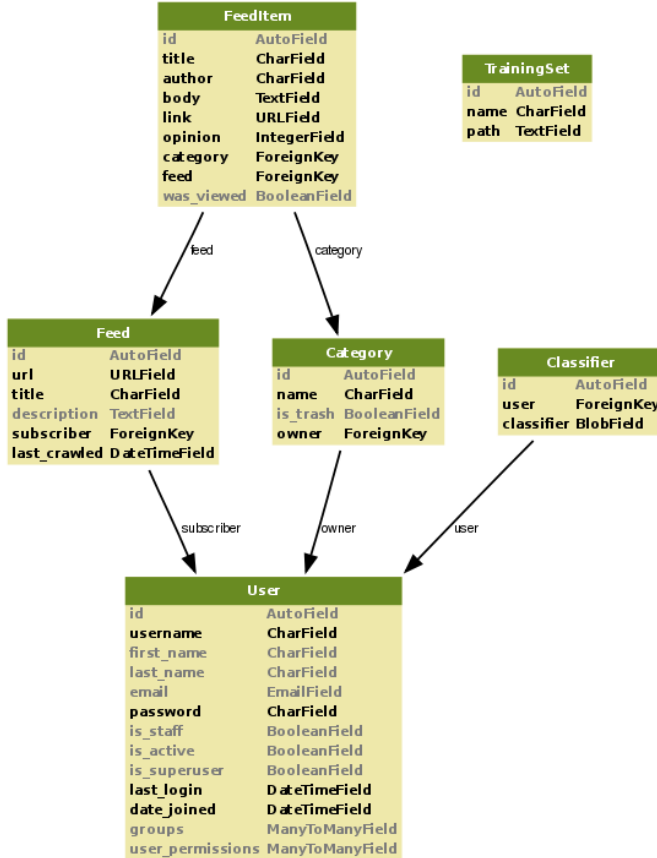 FeedItem
id AutoField
title CharField
author CharField
body TextField
link URLField
opinion IntegerField
category ForeignKey
feed ForeignKey
was_viewed BooleanField
TrainingSet
id AutoField
name CharField
path TextField
feed
category
Feed
id AutoField
url URLField
title CharField
description TextField
subscriber ForeignKey
last_crawled DateTimeField
Category
id AutoField
name CharField
is_trash BooleanField
owner ForeignKey
Classifier
id AutoField
user ForeignKey
classifier BlobField
subscriber
owner
user
User
id AutoField
username CharField
first_name CharField
last_name CharField
email EmailField
password CharField
is_staff BooleanField
is_active BooleanField
is_superuser BooleanField
last_login DateTimeField
date_joined DateTimeField
groups ManyToManyField
user_permissions ManyToManyField